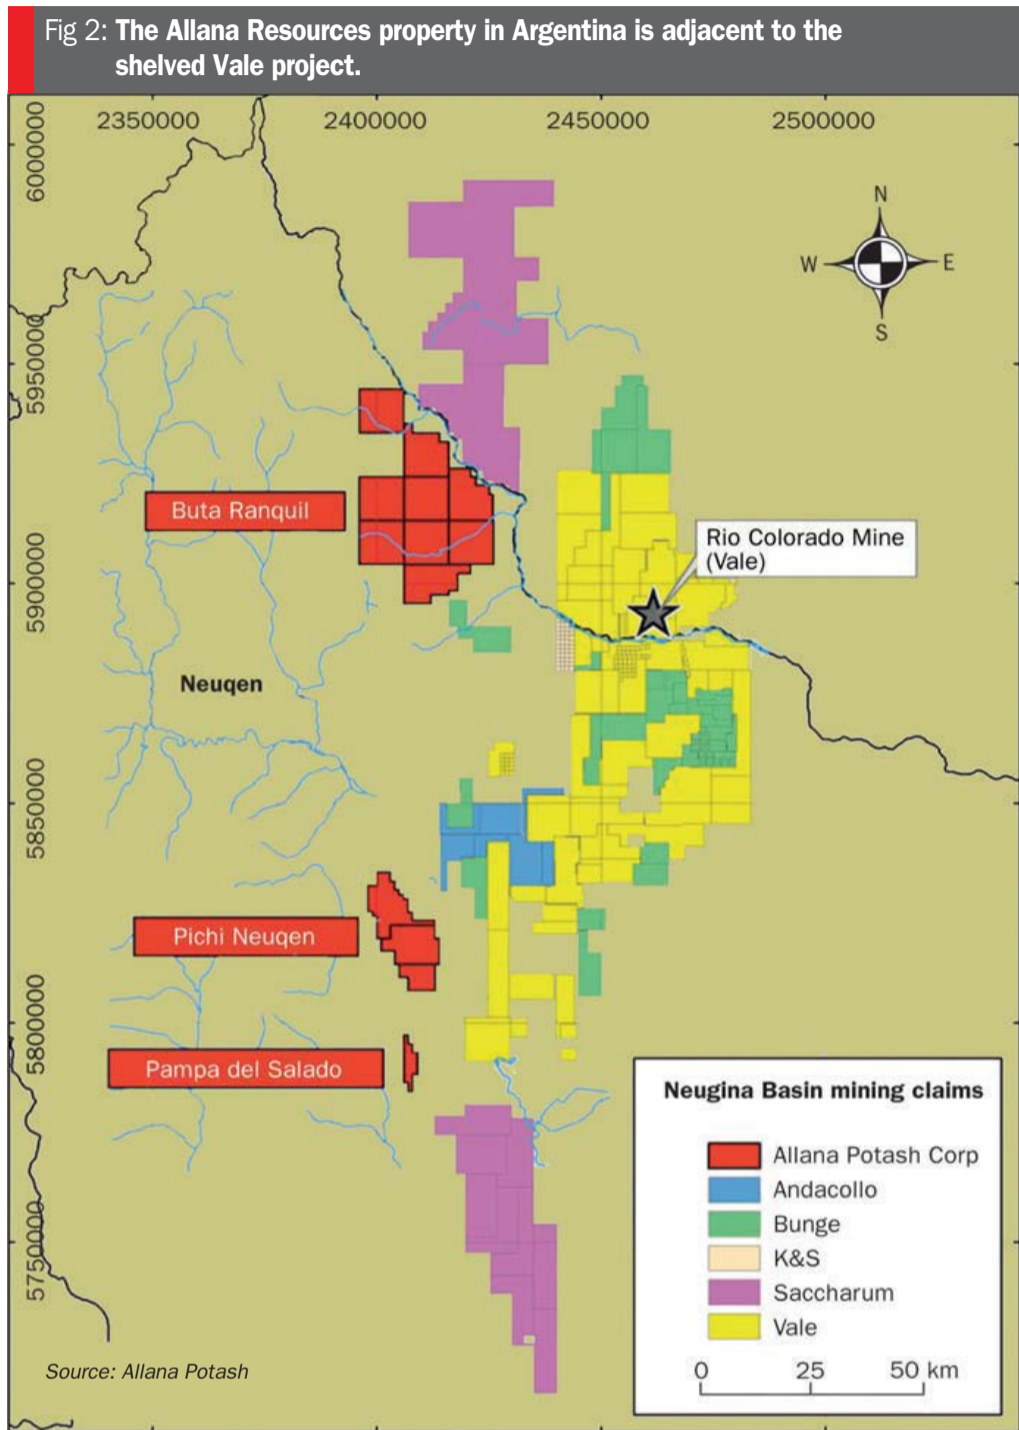 Fig 2: The Allana Resources property in Argentina is adjacent to the
shelved Vale project.
2350000 2400000 2450000 2500000
6000000
5950000
5900000
5850000
5800000
5750000
N
W E
S
Buta Ranquil
Rio Colorado Mine
(Vale)
Neuqen
Pichi Neuqen
Pampa del Salado
Neugina Basin mining claims
Allana Potash Corp
Andacollo
Bunge
K&S
Saccharum
Vale
0 25 50 km
Source: Allana Potash